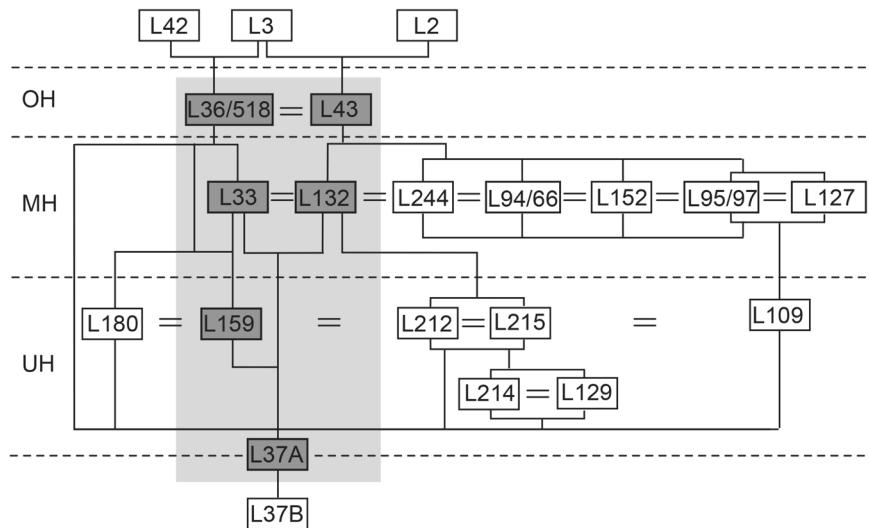 L42 L3 L2
OH L36/518 = L43
MH L33 = L132 = L244 = L94/66 = L152 = L95/97 = L127
L180 = L159 = L212 = L215 = L109
UH
L214 = L129
L37A
L37B